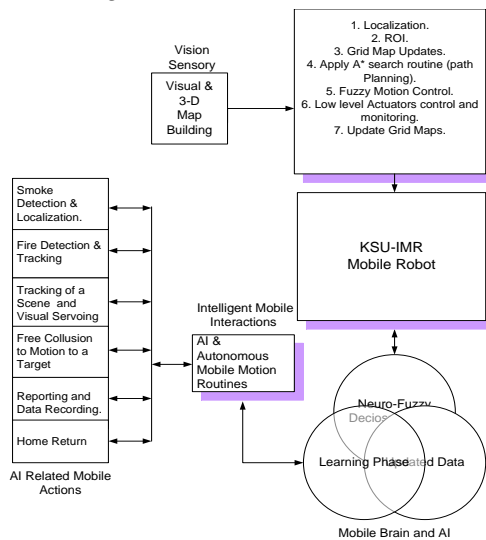 1. Localization.
2. ROI.
3. Grid Map Updates.
4. Apply A* search routine (path
Planning).
5. Fuzzy Motion Control.
6. Low level Actuators control and
monitoring.
7. Update Grid Maps.
Vision
Sensory
Visual &
3-D
Map
Building
KSU-IMR
Mobile Robot
Smoke
Detection &
Localization.
Fire Detection &
Tracking
Tracking of a
Scene and
Visual Servoing
Free Collusion
to Motion to a
Target
Reporting and
Data Recording.
Home Return
AI Related Mobile
Actions
Intelligent Mobile
Interactions
AI &
Autonomous
Mobile Motion
Routines
Neuro-Fuzzy
Learning Phase
Data
Mobile Brain and AI